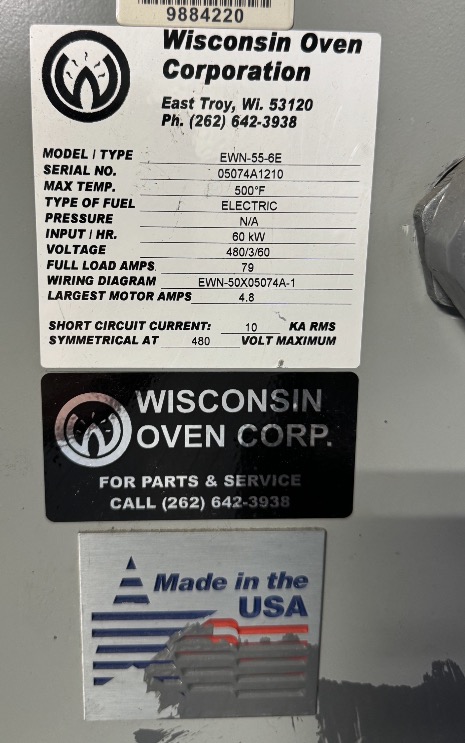 9884220
Wisconsin Oven
Corporation
East Troy, Wi. 53120
Ph. (262) 642-3938
MODEL / TYPE EWN-55-6E
SERIAL NO. 05074A1210
MAX TEMP. 500°F
TYPE OF FUEL ELECTRIC
PRESSURE N/A
INPUT / HR. 60 kW
VOLTAGE 480/3/60
FULL LOAD AMPS 79
WIRING DIAGRAM EWN-50X05074A-1
LARGEST MOTOR AMPS 4.8
SHORT CIRCUIT CURRENT: 10 KA RMS
SYMMETRICAL AT 480 VOLT MAXIMUM
WISCONSIN
OVEN CORP.
FOR PARTS & SERVICE
CALL (262) 642-3938
Made in the
USA